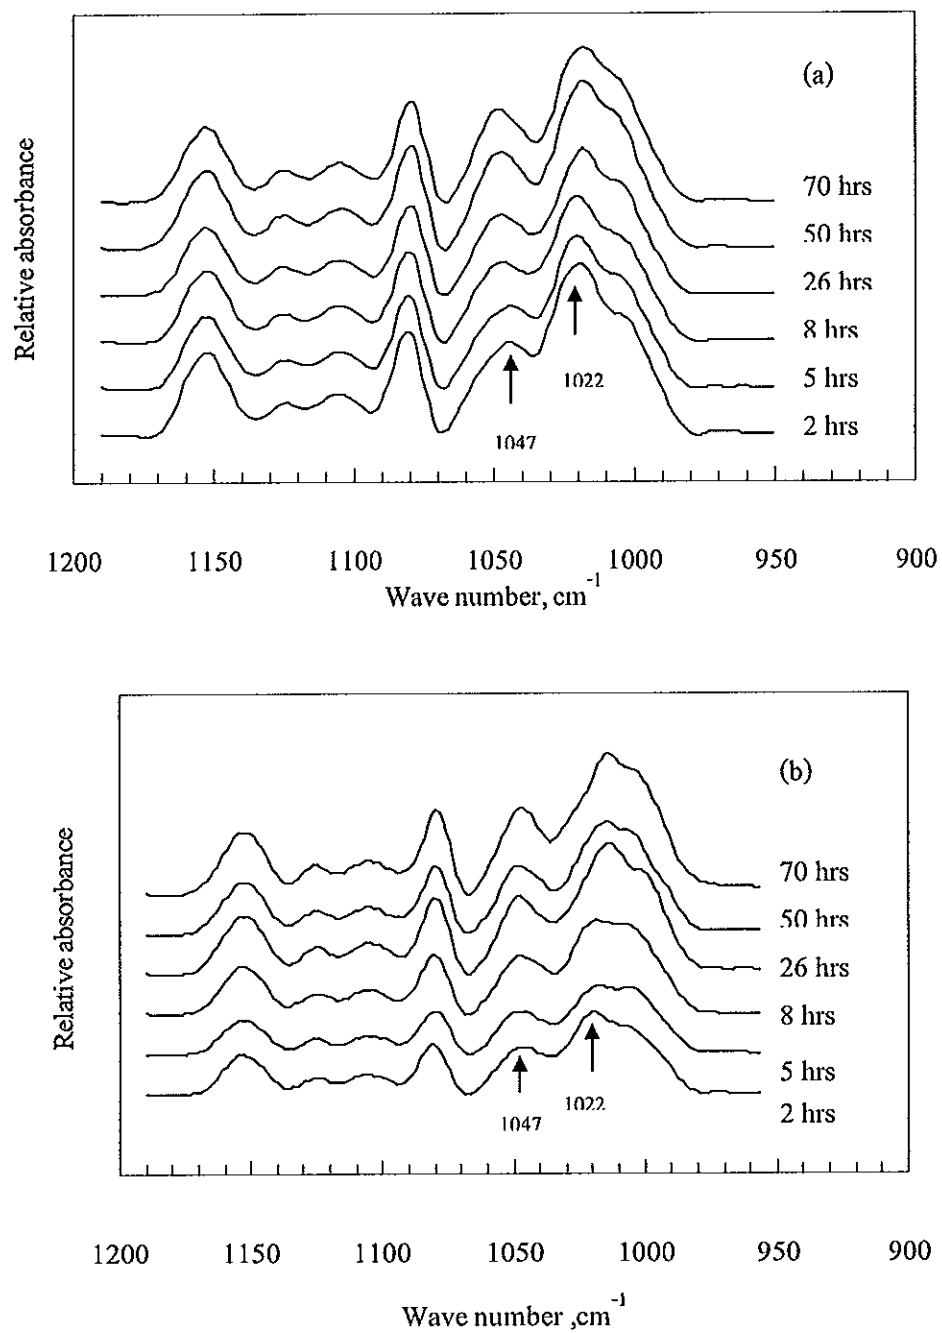 (a)
Relative absorbance
70 hrs
50 hrs
26 hrs
8 hrs
5 hrs
2 hrs
1022
1047
1200 1150 1100 1050 1000 950 900
Wave number, cm-1
(b)
Relative absorbance
70 hrs
50 hrs
26 hrs
8 hrs
5 hrs
2 hrs
1047 1022
1200 1150 1100 1050 1000 950 900
Wave number ,cm-1